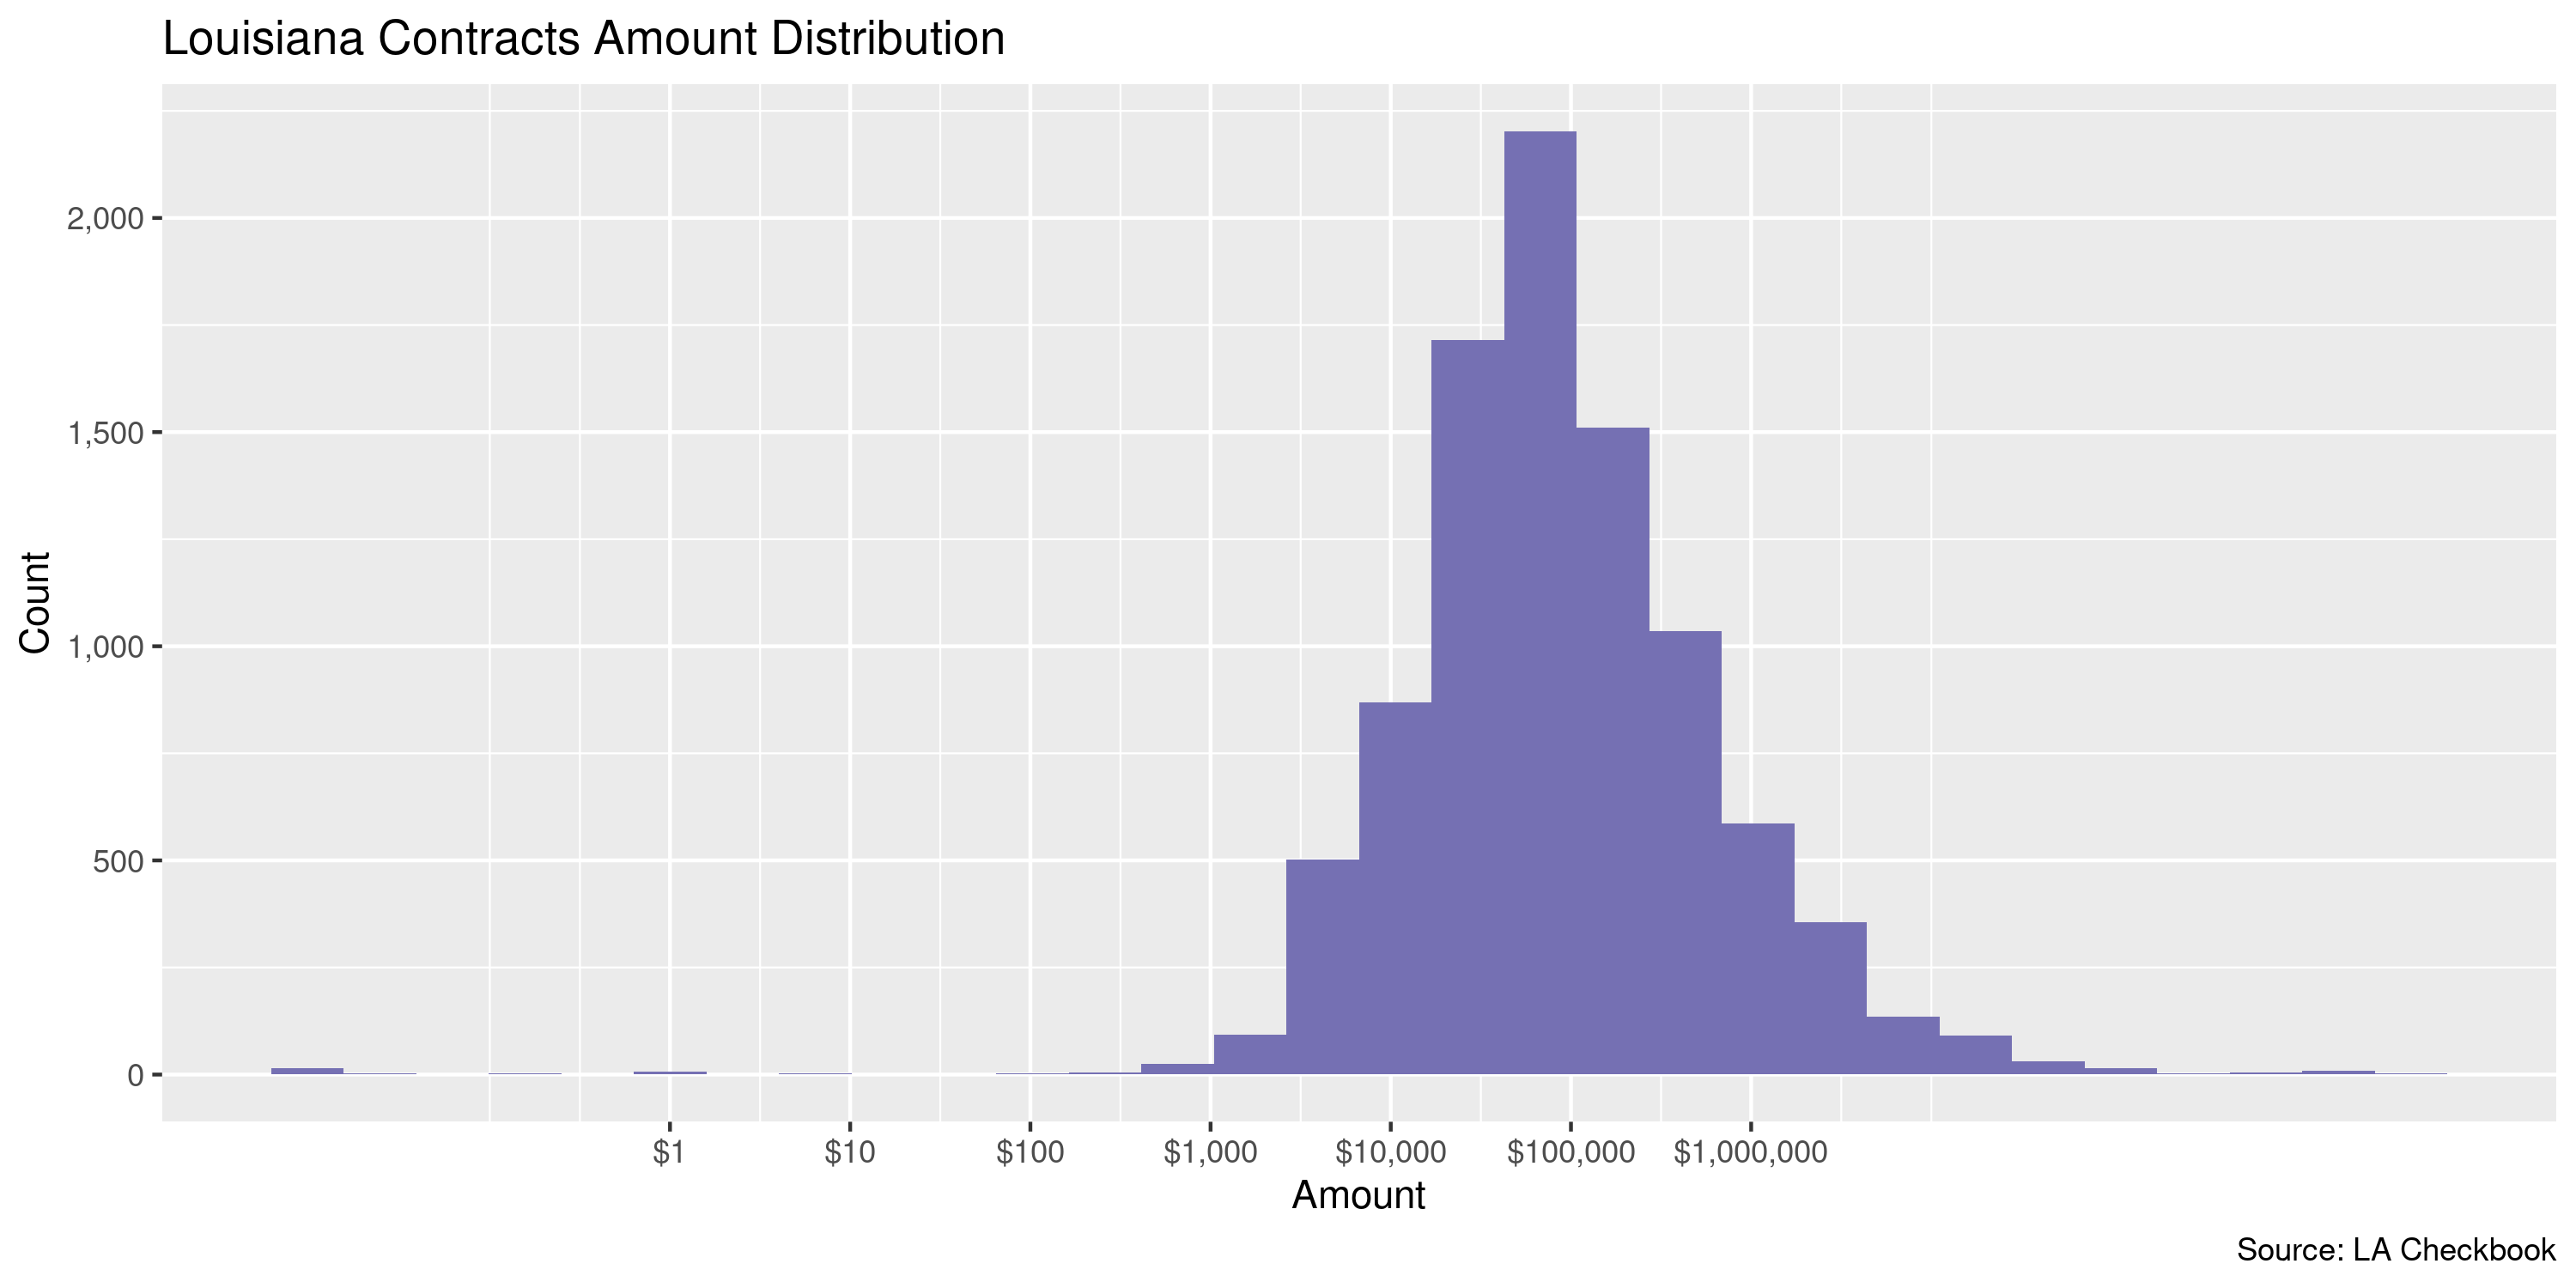 Louisiana Contracts Amount Distribution
2,000
1,500
1,000
500
0
Count
$1 $10 $100 $1,000 $10,000 $100,000 $1,000,000
Amount
Source: LA Checkbook